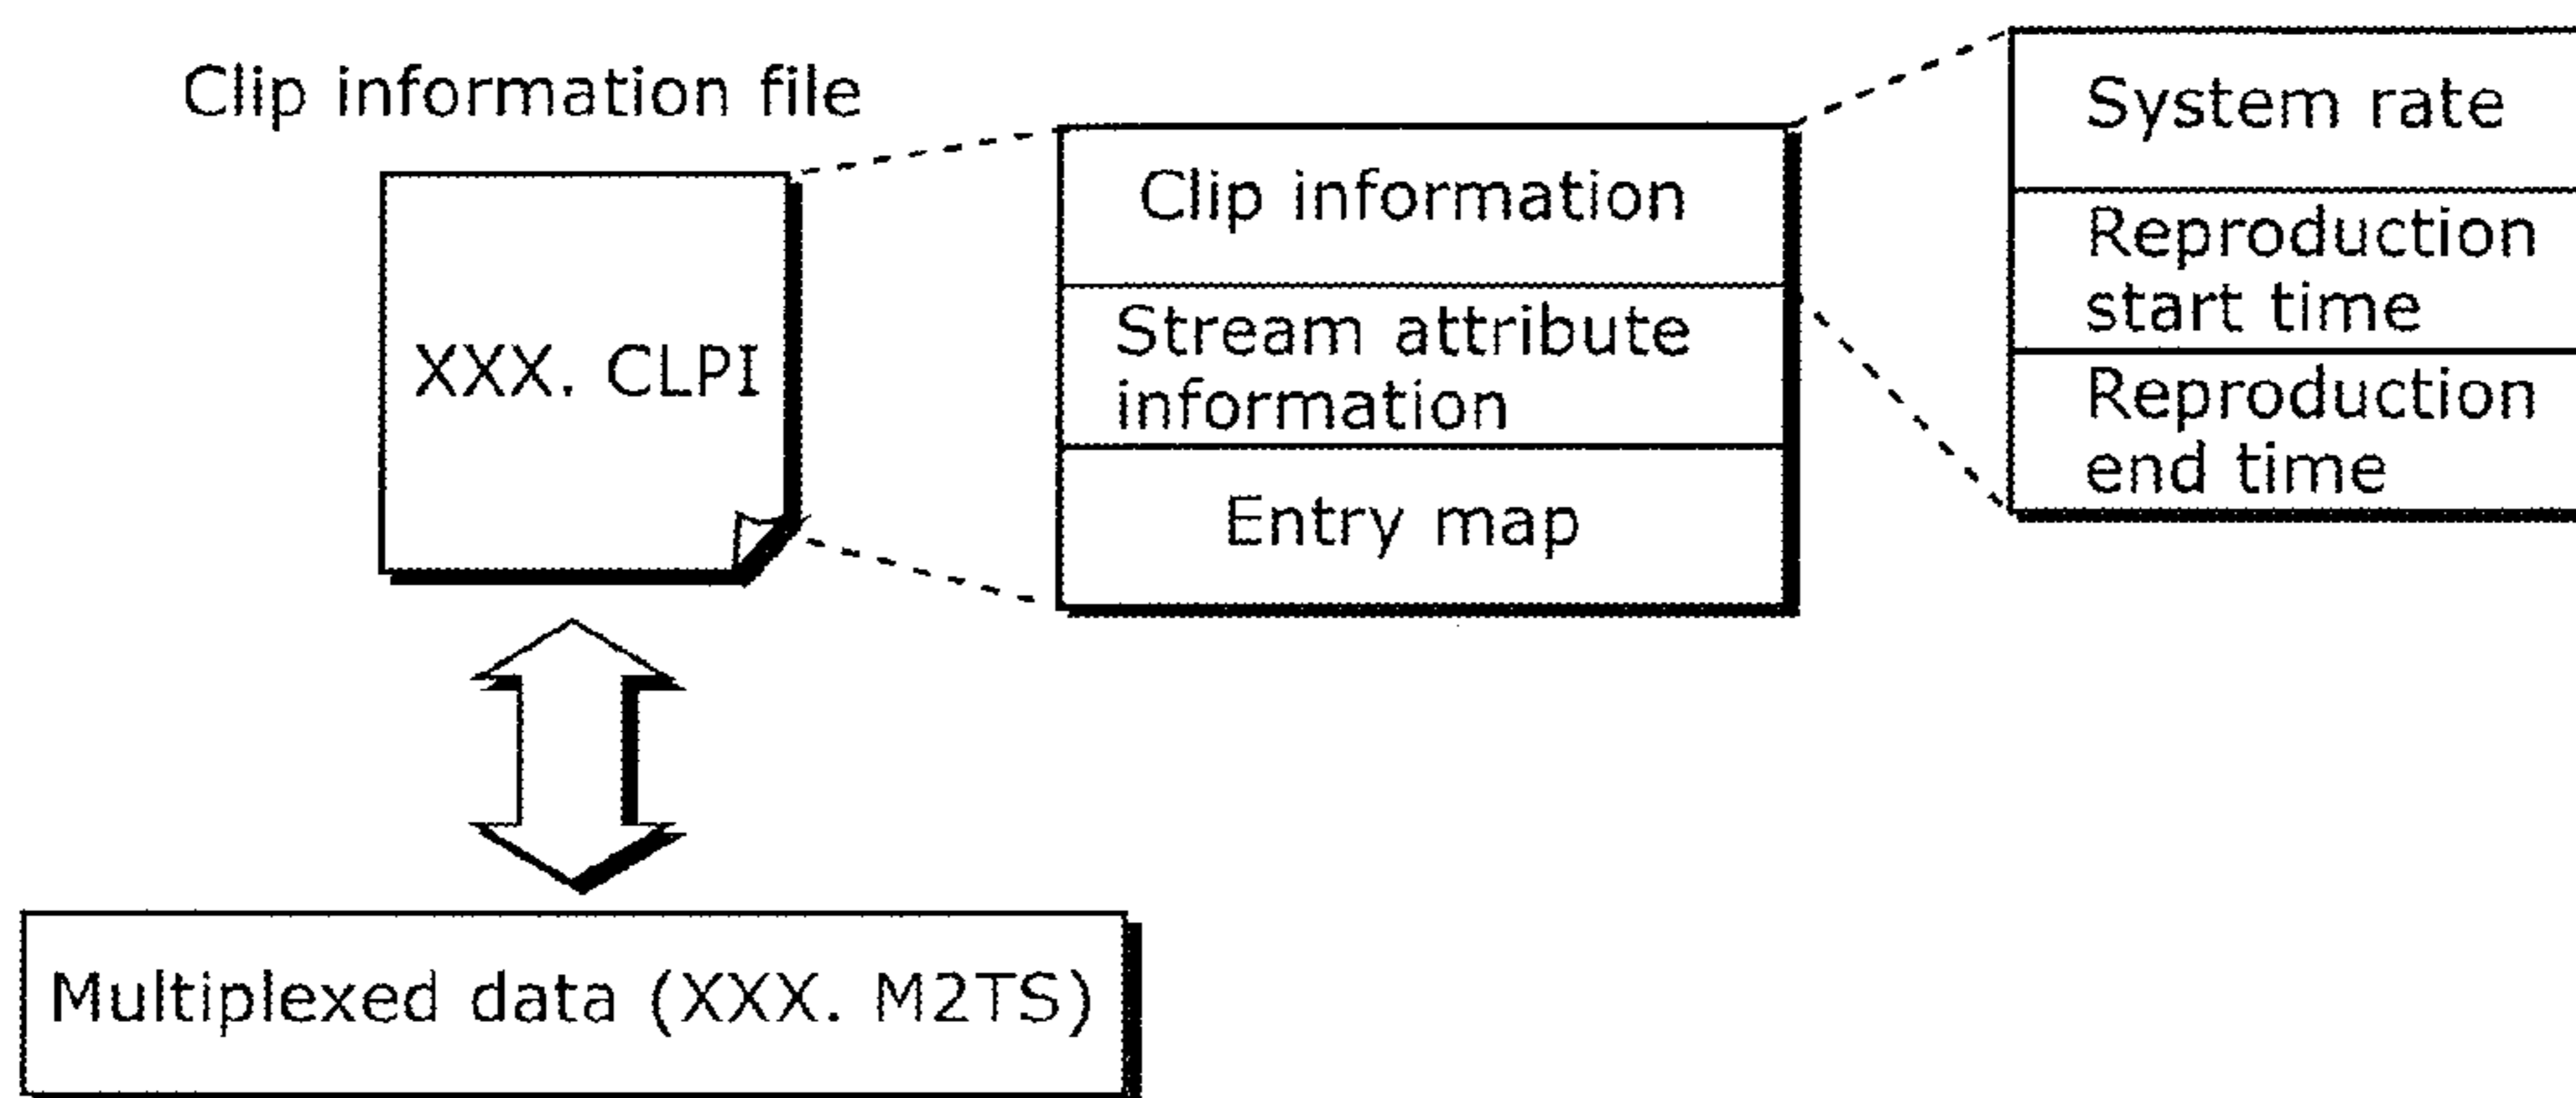 Clip information file
XXX. CLPI
Clip information
Stream attribute
information
Entry map
System rate
Reproduction
start time
Reproduction
end time
Multiplexed data (XXX. M2TS)